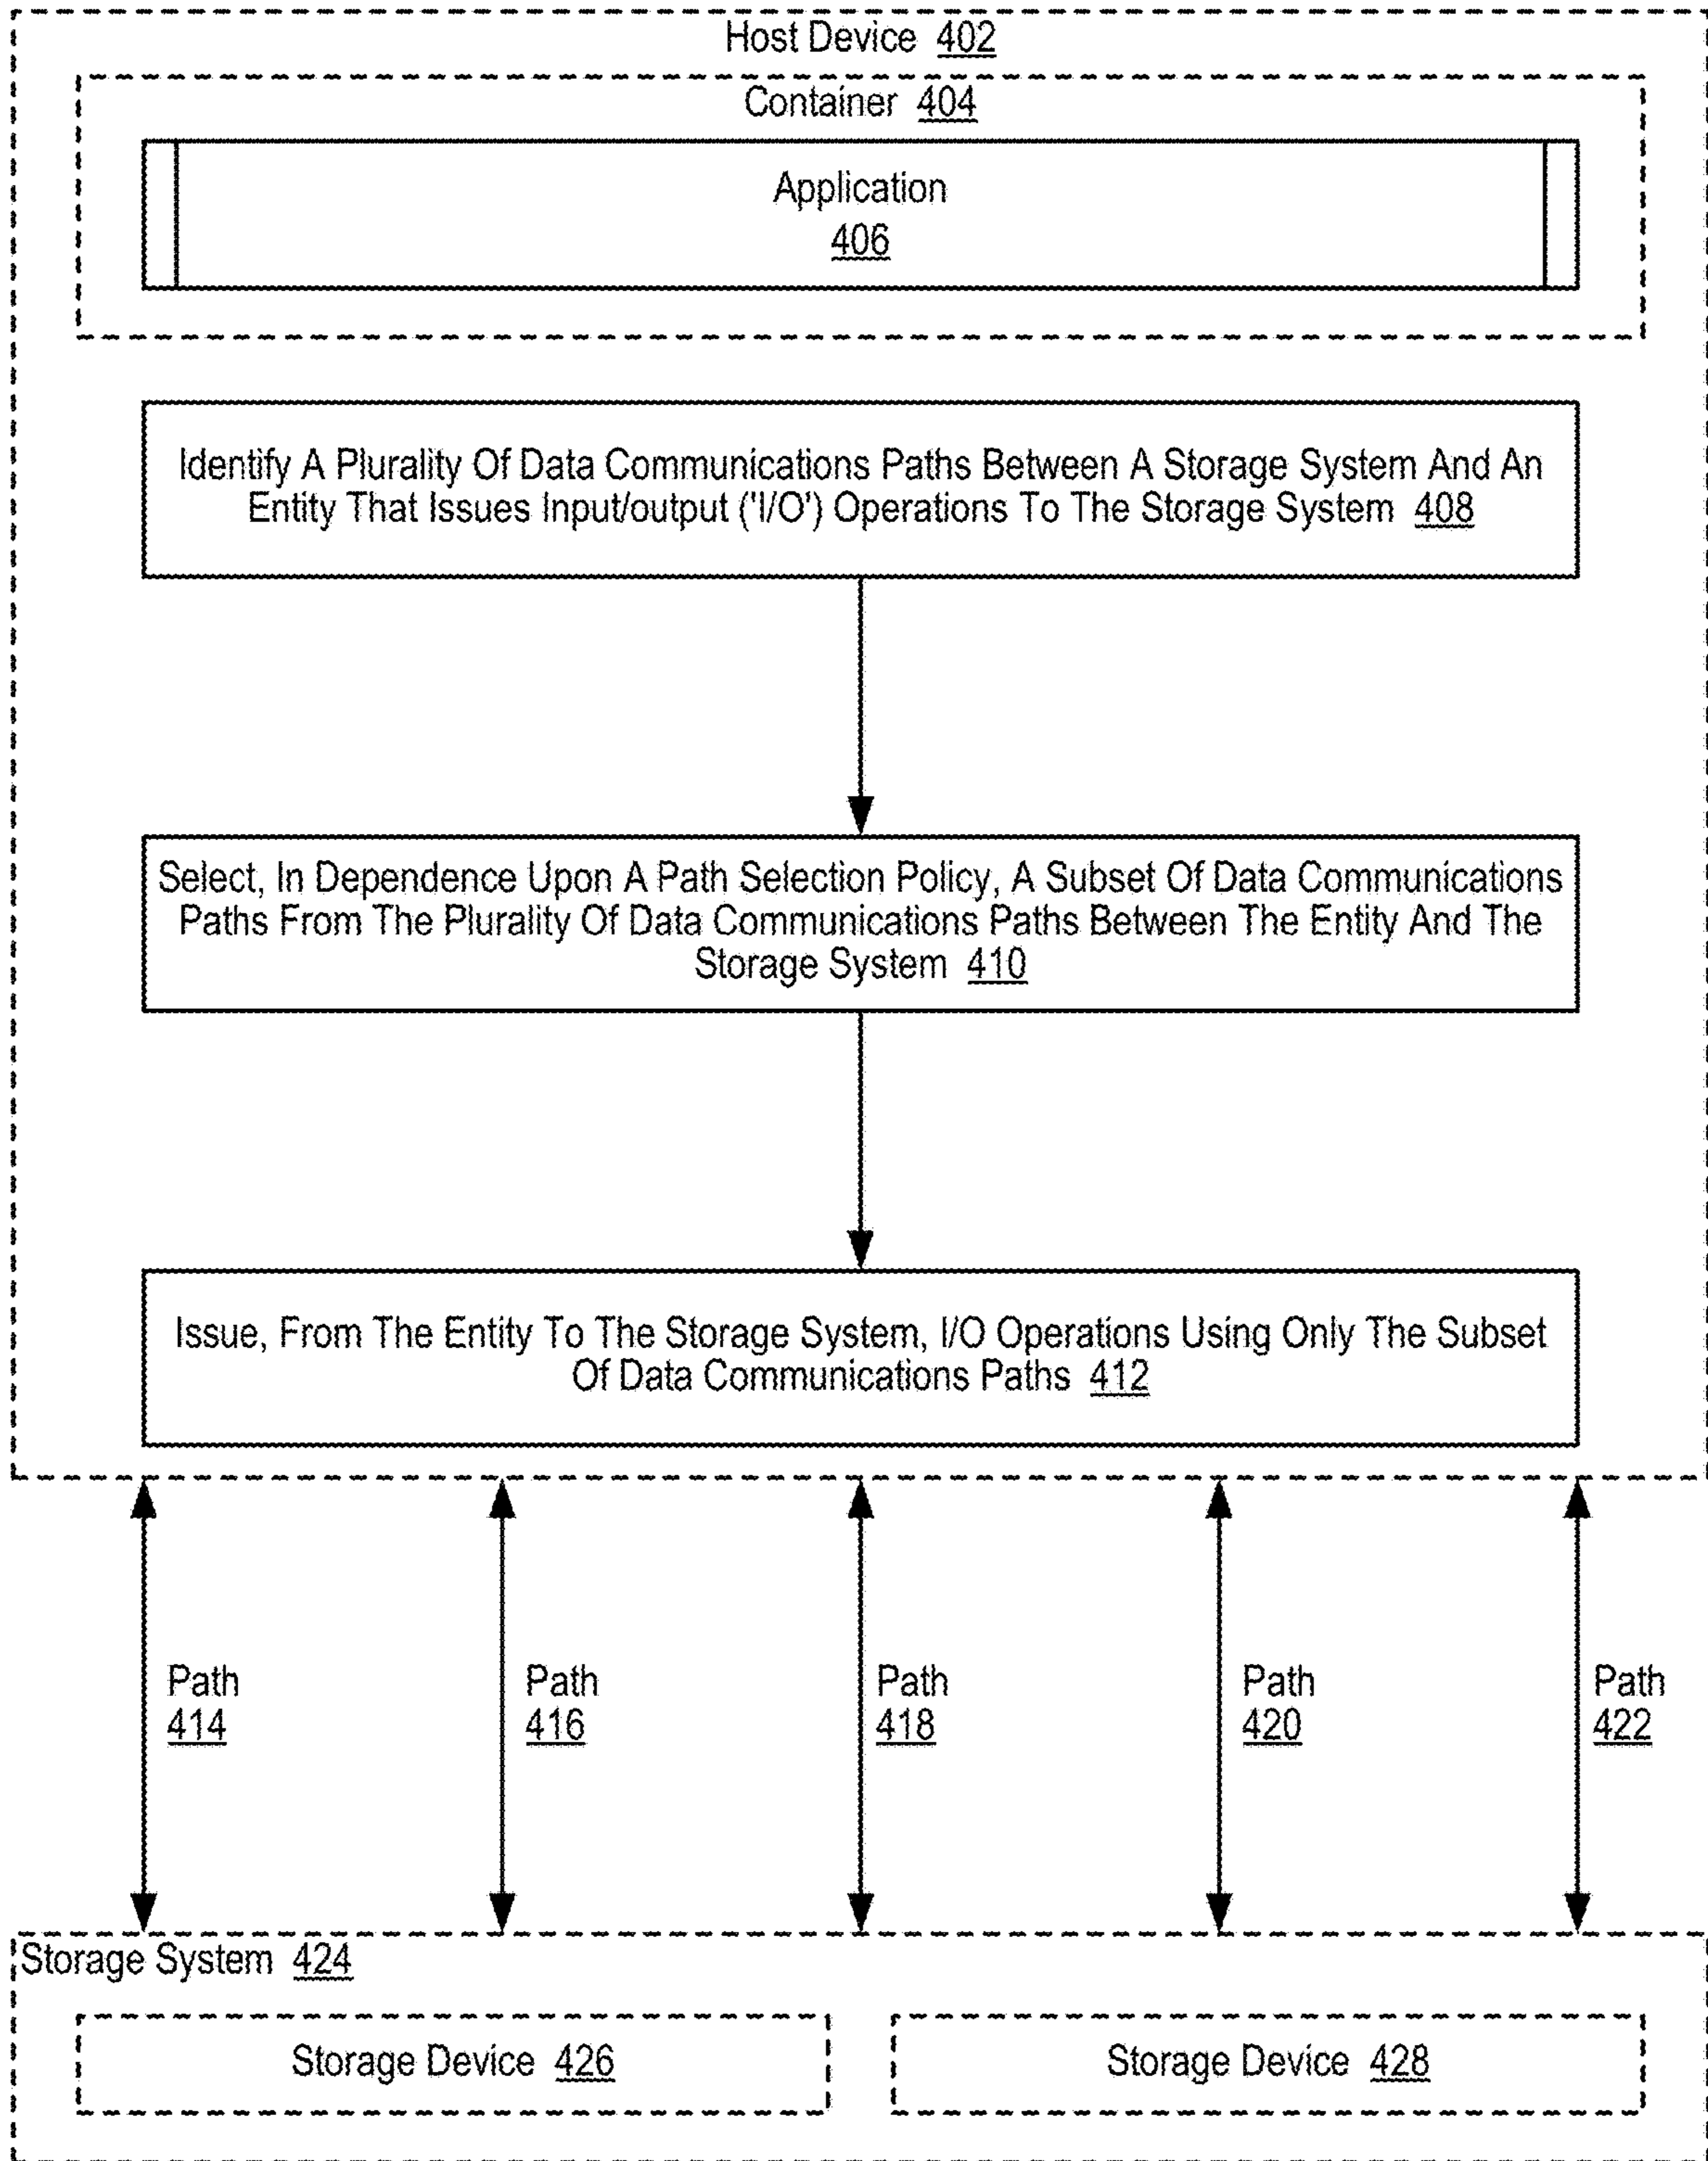 Host Device 402
Container 404
Application
406
Identify A Plurality Of Data Communications Paths Between A Storage System And An
Entity That Issues Input/output ('I/O') Operations To The Storage System 408
Select, In Dependence Upon A Path Selection Policy, A Subset Of Data Communications
Paths From The Plurality Of Data Communications Paths Between The Entity And The
Storage System 410
Issue, From The Entity To The Storage System, I/O Operations Using Only The Subset
Of Data Communications Paths 412
Path
414
Path
416
Path
418
Path
420
Path
422
Storage System 424
Storage Device 426
Storage Device 428